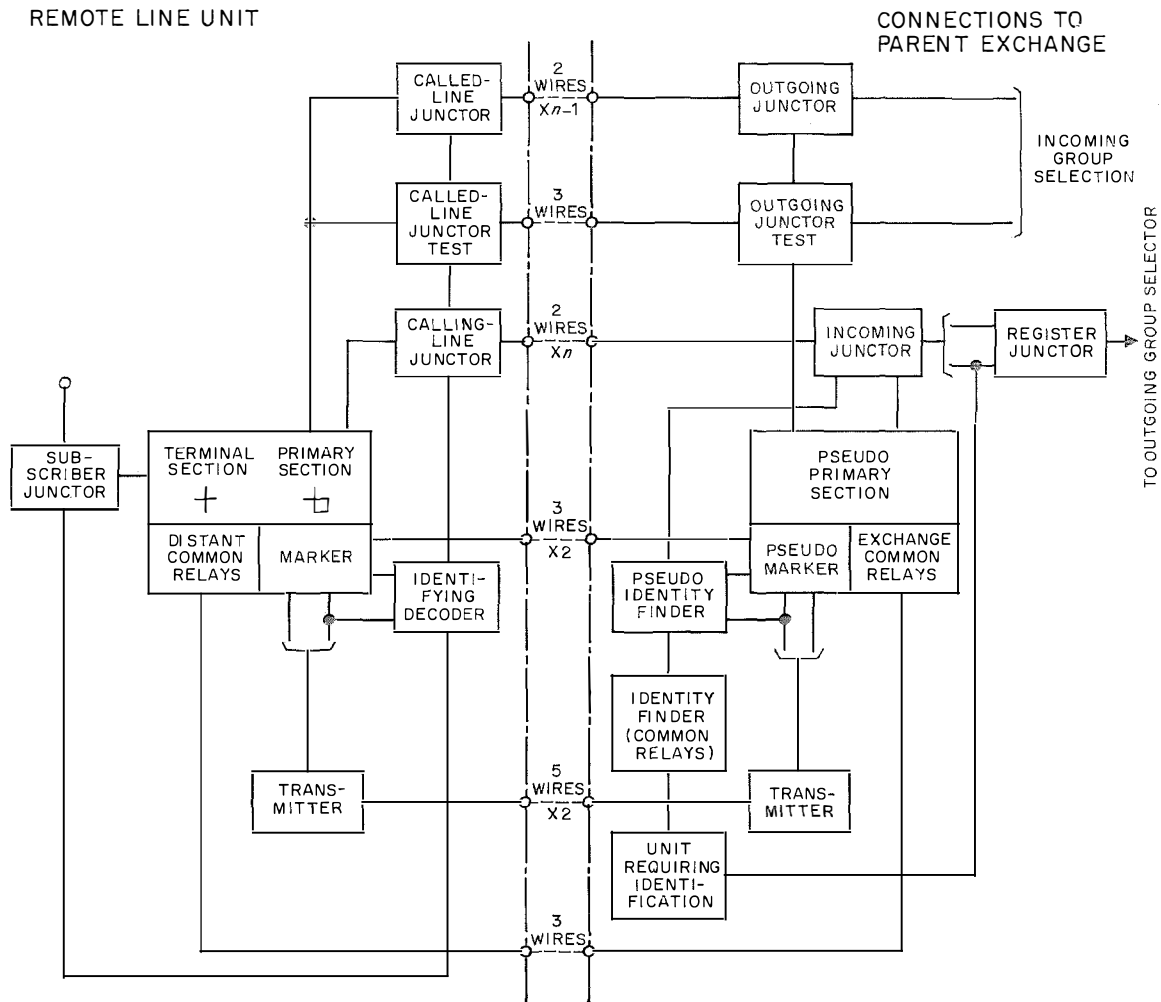 REMOTE LINE UNIT
CONNECTIONS TO
PARENT EXCHANGE
CALLED-
LINE
JUNCTOR
2
WIRES
Xn-1
OUTGOING
JUNCTOR
INCOMING
GROUP
SELECTION
CALLED-
LINE
JUNCTOR
TEST
3
WIRES
OUTGOING
JUNCTOR
TEST
TO OUTGOING GROUP SELECTOR
CALLING-
LINE
JUNCTOR
2
WIRES
Xn
INCOMING
JUNCTOR
REGISTER
JUNCTOR
SUB-
SCRIBER
JUNCTOR
TERMINAL
SECTION
PRIMARY
SECTION
PSEUDO
PRIMARY
SECTION
DISTANT
COMMON
RELAYS
MARKER
3
WIRES
X2
PSEUDO
MARKER
EXCHANGE
COMMON
RELAYS
IDENTI-
FYING
DECODER
PSEUDO
IDENTITY
FINDER
IDENTITY
FINDER
(COMMON
RELAYS)
TRANS-
MITTER
5
WIRES
X2
TRANS-
MITTER
UNIT
REQUIRING
IDENTI-
FICATION
3
WIRES